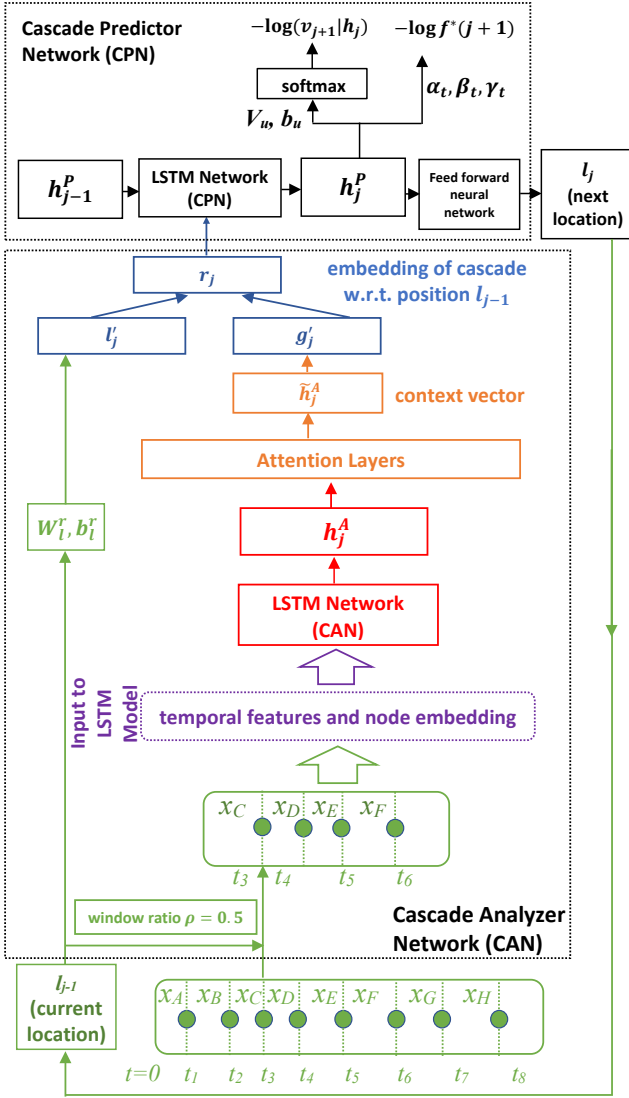 Cascade Predictor
Network (CPN)
−log(v_{j+1}|h_j)
−log f*(j + 1)
softmax
α_t, β_t, γ_t
V_u, b_u
h^P_{j−1}
LSTM Network
(CPN)
h^P_j
Feed forward
neural
network
l_j
(next
location)
r_j
embedding of cascade
w.r.t. position l_{j−1}
l′_j
g′_j
h̃^A_j
context vector
Attention Layers
W^r_l, b^r_l
h^A_j
LSTM Network
(CAN)
Input to
LSTM
Model
temporal features and node embedding
x_C x_D x_E x_F
t_3 t_4 t_5 t_6
window ratio ρ = 0.5
Cascade Analyzer
Network (CAN)
l_{j-1}
(current
location)
x_A x_B x_C x_D x_E x_F x_G x_H
t=0 t_1 t_2 t_3 t_4 t_5 t_6 t_7 t_8